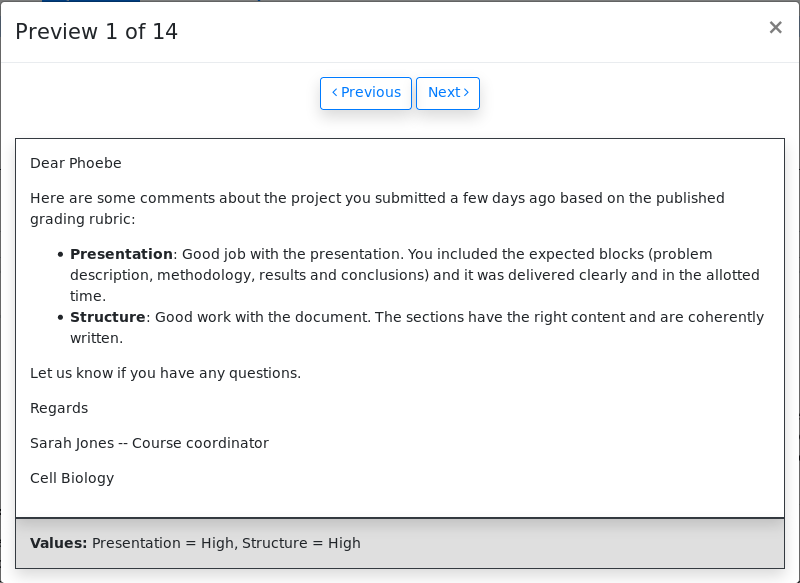 Preview 1 of 14
×
‹ Previous
Next ›
Dear Phoebe
Here are some comments about the project you submitted a few days ago based on the published
grading rubric:
• Presentation: Good job with the presentation. You included the expected blocks (problem
description, methodology, results and conclusions) and it was delivered clearly and in the allotted
time.
• Structure: Good work with the document. The sections have the right content and are coherently
written.
Let us know if you have any questions.
Regards
Sarah Jones -- Course coordinator
Cell Biology
Values: Presentation = High, Structure = High